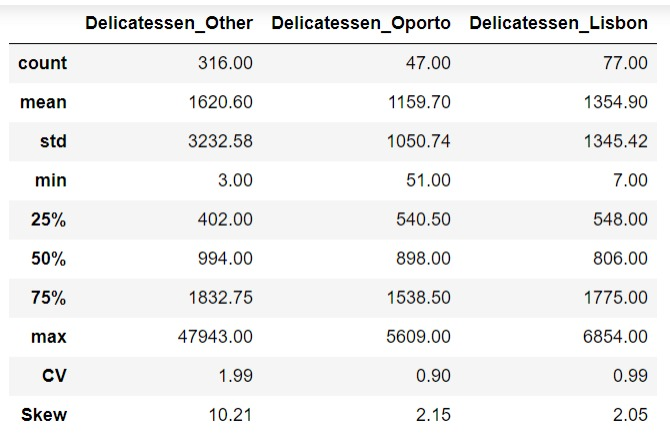 Delicatessen_Other Delicatessen_Oporto Delicatessen_Lisbon
count 316.00 47.00 77.00
mean 1620.60 1159.70 1354.90
std 3232.58 1050.74 1345.42
min 3.00 51.00 7.00
25% 402.00 540.50 548.00
50% 994.00 898.00 806.00
75% 1832.75 1538.50 1775.00
max 47943.00 5609.00 6854.00
CV 1.99 0.90 0.99
Skew 10.21 2.15 2.05